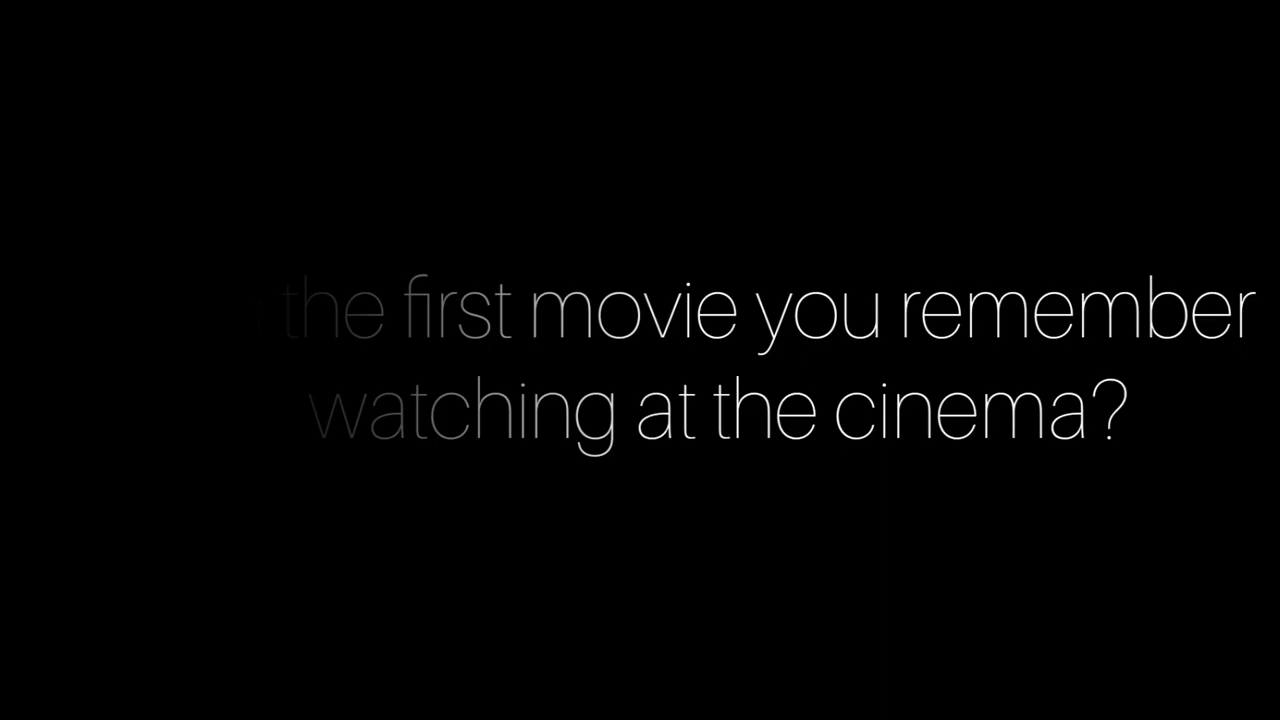 the first movie you remember
watching at the cinema?